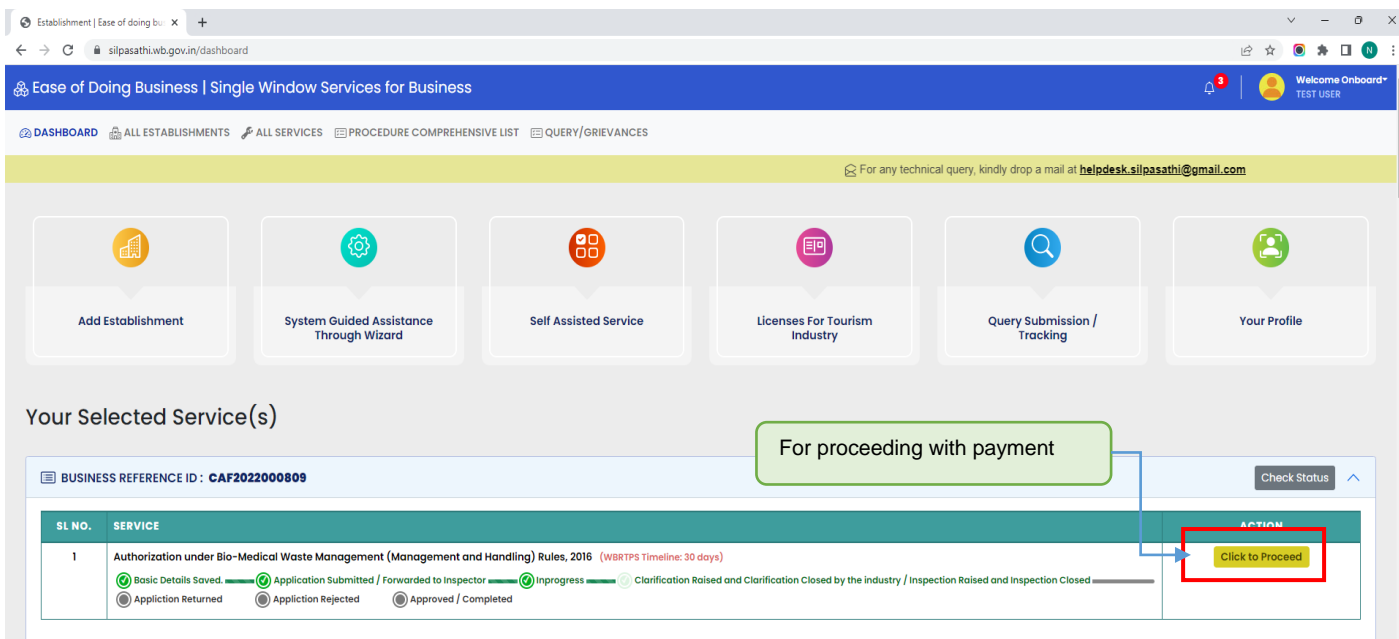 Establishment | Ease of doing bu
silpasathi.wb.gov.in/dashboard
N
Ease of Doing Business | Single Window Services for Business
3
Welcome Onboard
TEST USER
DASHBOARD ALL ESTABLISHMENTS ALL SERVICES PROCEDURE COMPREHENSIVE LIST QUERY/GRIEVANCES
For any technical query, kindly drop a mail at helpdesk.silpasathi@gmail.com
Add Establishment
System Guided Assistance
Through Wizard
Self Assisted Service
Licenses For Tourism
Industry
Query Submission /
Tracking
Your Profile
Your Selected Service(s)
For proceeding with payment
BUSINESS REFERENCE ID : CAF2022000809
Check Status
SL NO. SERVICE ACTION
1 Authorization under Bio-Medical Waste Management (Management and Handling) Rules, 2016 (WBRTPS Timeline: 30 days) Click to Proceed
Basic Details Saved. Application Submitted / Forwarded to Inspector Inprogress Clarification Raised and Clarification Closed by the industry / Inspection Raised and Inspection Closed
Appliction Returned Appliction Rejected Approved / Completed